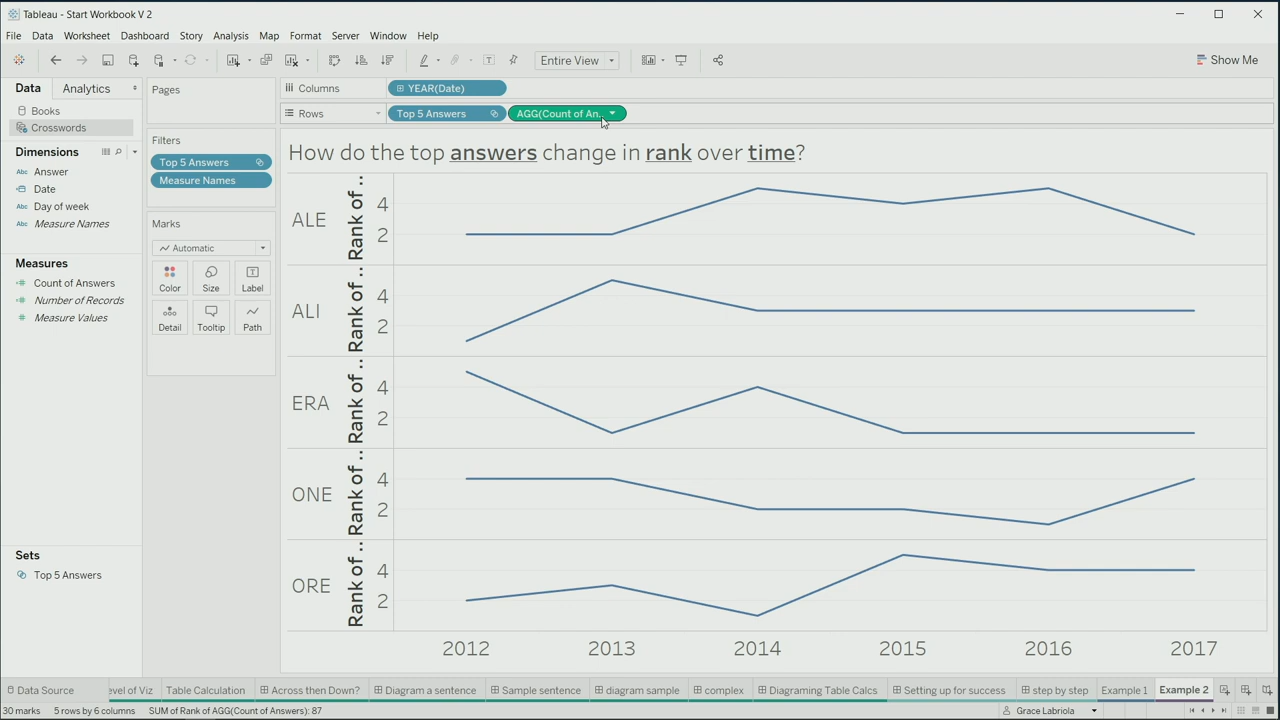 Tableau - Start Workbook V 2
File Data Worksheet Dashboard Story Analysis Map Format Server Window Help
Entire View
Show Me
Data Analytics
Books
Crosswords
Dimensions
Answer
Date
Day of week
Measure Names
Measures
Count of Answers
Number of Records
Measure Values
Sets
Top 5 Answers
Pages
Filters
Top 5 Answers
Measure Names
Marks
Automatic
Color Size Label
Detail Tooltip Path
Columns YEAR(Date)
Rows Top 5 Answers AGG(Count of An..
How do the top answers change in rank over time?
ALE Rank of .. 4 2
ALI Rank of .. 4 2
ERA Rank of .. 4 2
ONE Rank of .. 4 2
ORE Rank of .. 4 2
2012 2013 2014 2015 2016 2017
Data Source evel of Viz Table Calculation Across then Down? Diagram a sentence Sample sentence diagram sample complex Diagraming Table Calcs Setting up for success step by step Example 1 Example 2
30 marks 5 rows by 6 columns SUM of Rank of AGG(Count of Answers): 87 Grace Labriola